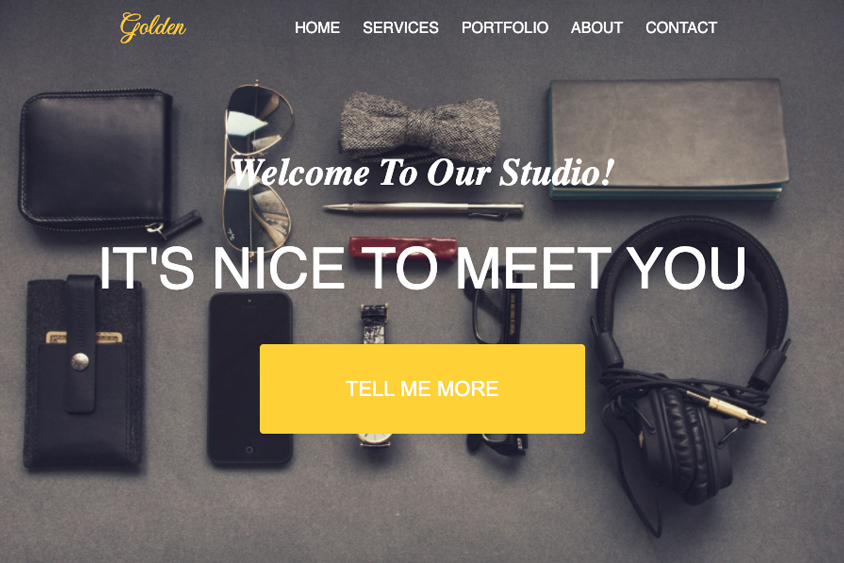 Golden
HOME SERVICES PORTFOLIO ABOUT CONTACT
Welcome To Our Studio!
IT'S NICE TO MEET YOU
TELL ME MORE